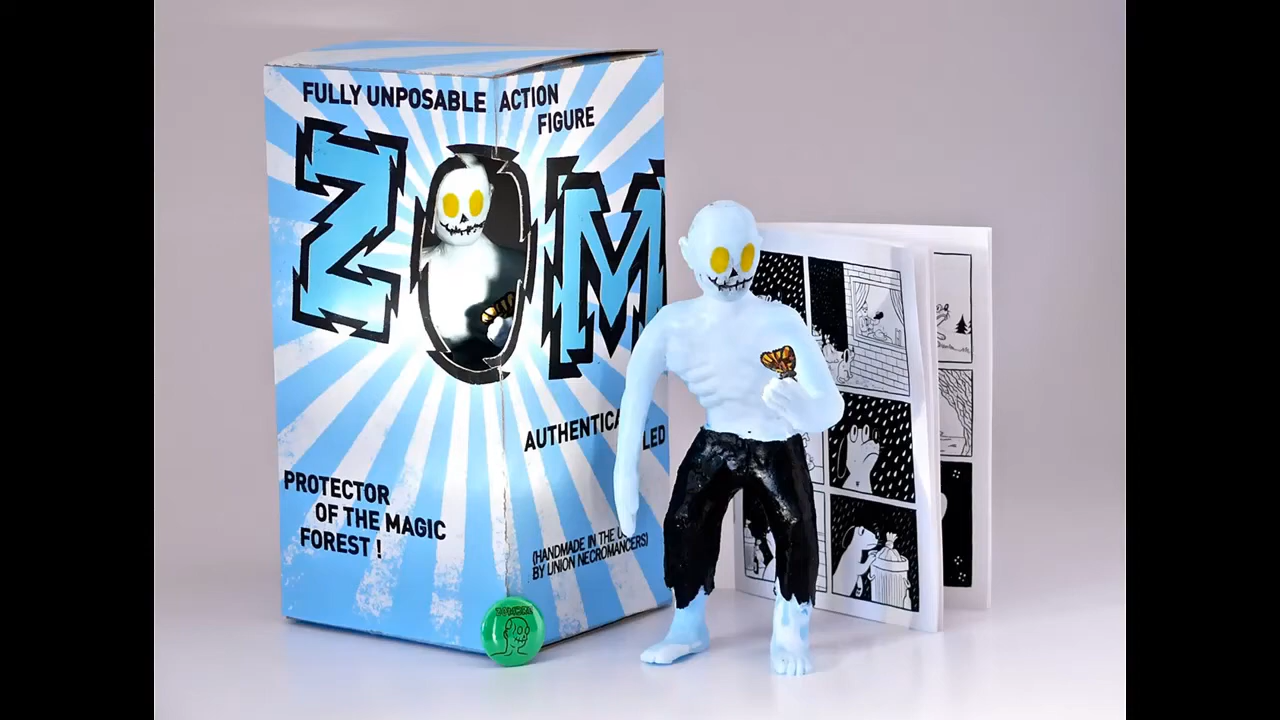 FULLY UNPOSABLE ACTION
FIGURE
ZOM
AUTHENTICA
LED
PROTECTOR
OF THE MAGIC
FOREST !
(HANDMADE IN THE
BY UNION NECROMANCERS)